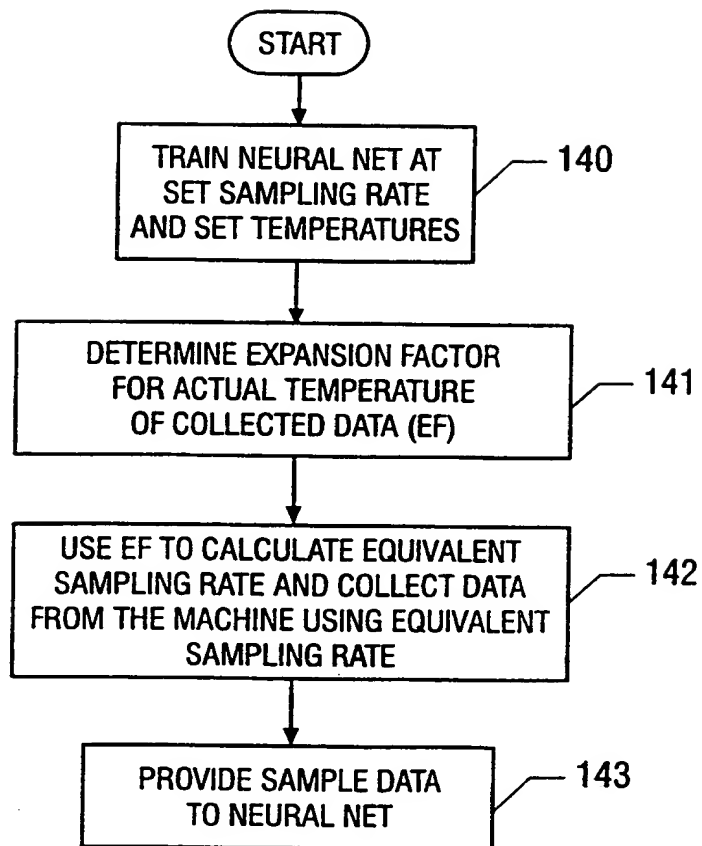 START
TRAIN NEURAL NET AT
SET SAMPLING RATE
AND SET TEMPERATURES
140
DETERMINE EXPANSION FACTOR
FOR ACTUAL TEMPERATURE
OF COLLECTED DATA (EF)
141
USE EF TO CALCULATE EQUIVALENT
SAMPLING RATE AND COLLECT DATA
FROM THE MACHINE USING EQUIVALENT
SAMPLING RATE
142
PROVIDE SAMPLE DATA
TO NEURAL NET
143